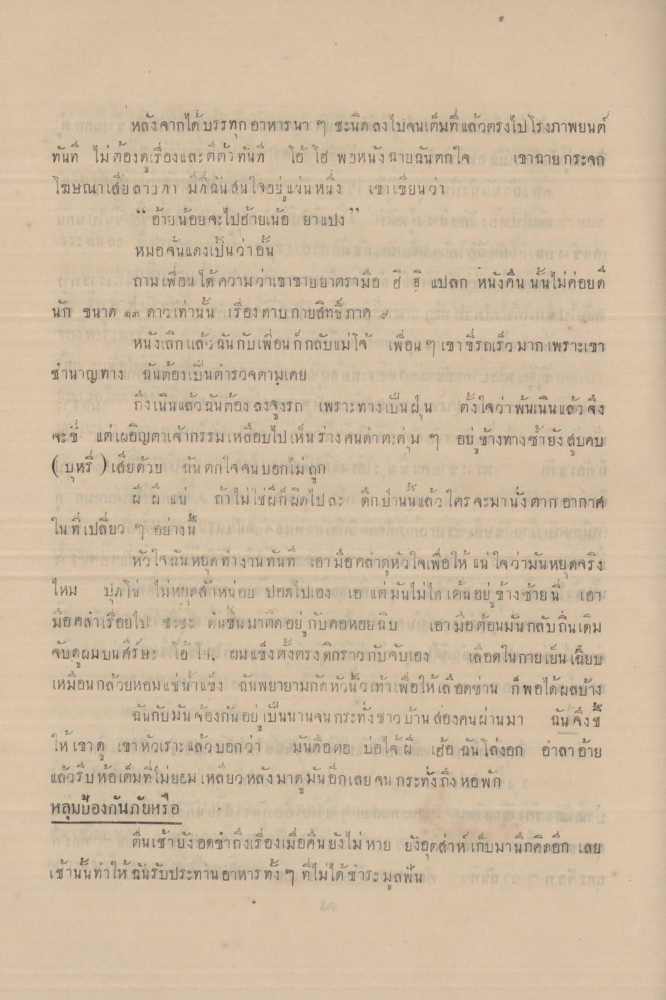 หลังจากได้บรรทุกอาหารนา ๆ ชะนิดลงไปจนเต็มที่แล้วตรงไปโรงภาพยนต์
ทันที ไม่ต้องดูเรื่องและตีตั๋วทันที โอ้ โฮ พอหนังฉายฉันตกใจ เขาฉายกระจก
โฆษณาเสียลายตา มีที่ฉันสนใจอยู่แผ่นหนึ่ง เขาเขียนว่า
“อ้ายน้อยจะไปฮ้ายเน้อ ยาแปง”
หมอจั๋นแดงเป็นว่าอั้น
ถามเพื่อนได้ความว่าเขาขายยาตรามือ ฮิ ฮิ แปลก หนังคืนนั้นไม่ค่อยดี
นัก ขนาด ๑๓ ดาวเท่านั้น เรื่องดาบกายสิทธิ์ภาค ๙
หนังเลิกแล้วฉันกับเพื่อนก็กลับแม่โจ้ เพื่อน ๆ เขาขี่รถเร็วมากเพราะเขา
ชำนาญทาง ฉันต้องเป็นตำรวจตามเคย
ถึงเนินแล้วฉันต้องลงจูงรถ เพราะทางเป็นฝุ่น ตั้งใจว่าพ้นเนินแล้วจึง
จะขี่ แต่เผอิญตาเจ้ากรรมเหลือบไปเห็นร่างคนดำตะคุ่ม ๆ อยู่ข้างทางซ้ำยังสูบคบ
(บุหรี่) เสียด้วย ฉันตกใจจนบอกไม่ถูก
ผี ผี แน่ ถ้าไม่ใช่ผีก็ผิดไปละ ดึกป่านนี้แล้วใครจะมานั่งตากอากาศ
ในที่เปลี่ยว ๆ อย่างนี้
หัวใจฉันหยุดทำงานทันที เอามือคลำดูหัวใจเพื่อให้แน่ใจว่ามันหยุดจริง
ไหม ปุดโธ่ ไม่หยุดสักหน่อย ปอดไปเอง เอ แต่มันไม่ได้เต้นอยู่ข้างซ้ายนี่ เอา
มือคลำเรื่อยไป ชะชะ ดันขึ้นมาติดอยู่กับคอหอยฉิบ เอามือต้อนมันกลับถิ่นเดิม
จับดูผมบนศีร์ษะ โอ้ โฮ, ผมแข็งตั้งตรงดิกราวกับจับเอง เลือดในกายเย็นเฉียบ
เหมือนกล้วยหอมแช่น้ำแข็ง ฉันพยายามกัดหัวนิ้วเท้าเพื่อให้เลือดซ่าน ก็พอได้ผลบ้าง
ฉันกับมันจ้องกันอยู่เป็นนานจนกระทั่งชาวบ้านสองคนผ่านมา ฉันจึงชี้
ให้เขาดู เขาหัวเราะแล้วบอกว่า มันคือตอ บ่อไจ้ผี เฮ้อ ฉันโล่งอก อำลาอ้าย
แล้วรีบห้อเต็มที่ไม่ยอมเหลียวหลังมาดูมันอีกเลยจนกระทั่งถึงหอพัก
หลุมป้องกันภัยหรือ
ตื่นเช้ายังอดขำถึงเรื่องเมื่อคืนยังไม่หาย ยังอุตส่าห์เก็บมานึกคิดอีก เลย
เช้านั้นทำให้ฉันรับประทานอาหารทั้ง ๆ ที่ไม่ได้ชำระมูลฟัน